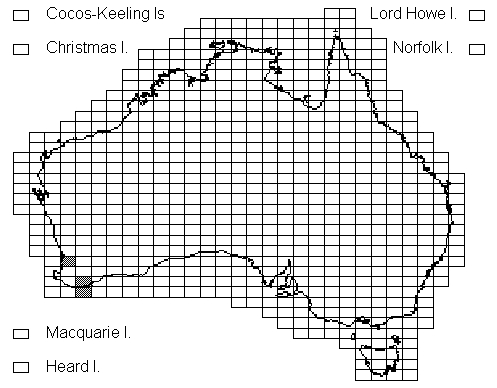 Cocos-Keeling Is
Lord Howe I.
Christmas I.
Norfolk I.
Macquarie I.
Heard I.